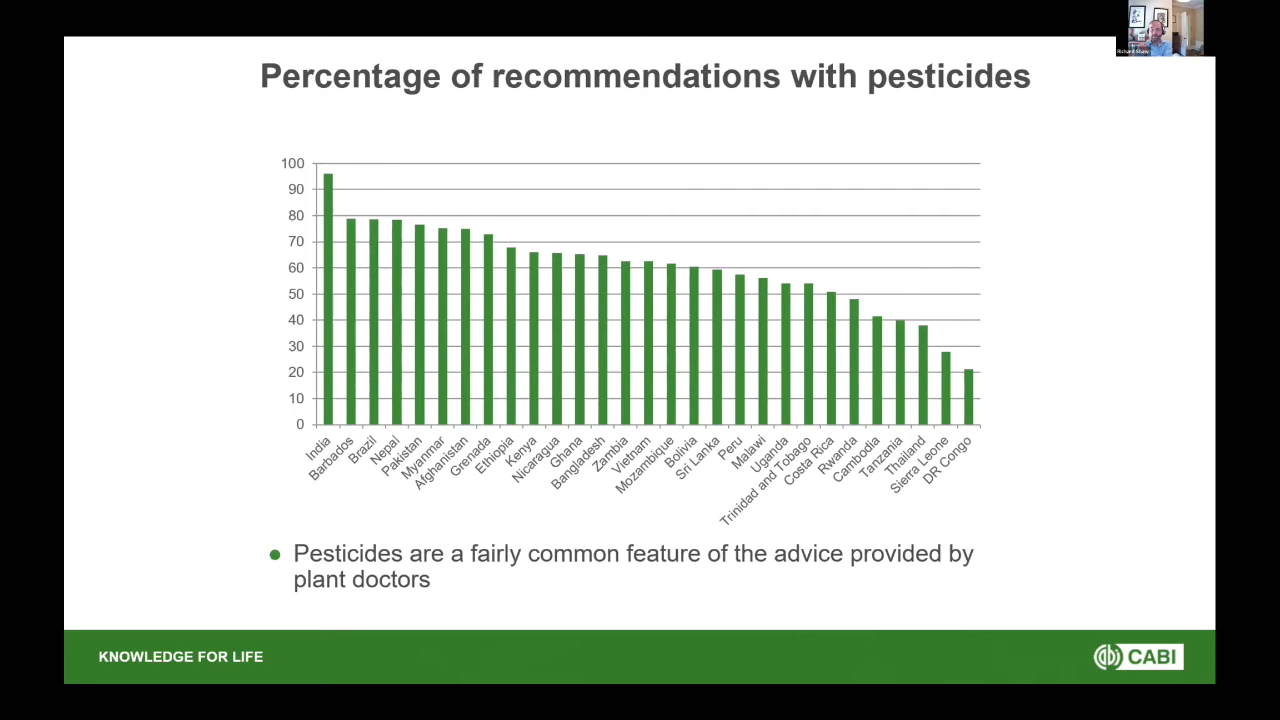 Richard Shaw
Percentage of recommendations with pesticides
100
90
80
70
60
50
40
30
20
10
0
India
Barbados
Brazil
Nepal
Pakistan
Myanmar
Afghanistan
Grenada
Ethiopia
Kenya
Nicaragua
Ghana
Bangladesh
Zambia
Vietnam
Mozambique
Bolivia
Sri Lanka
Peru
Malawi
Uganda
Trinidad and Tobago
Costa Rica
Rwanda
Cambodia
Tanzania
Thailand
Sierra Leone
DR Congo
● Pesticides are a fairly common feature of the advice provided by
plant doctors
KNOWLEDGE FOR LIFE
CABI